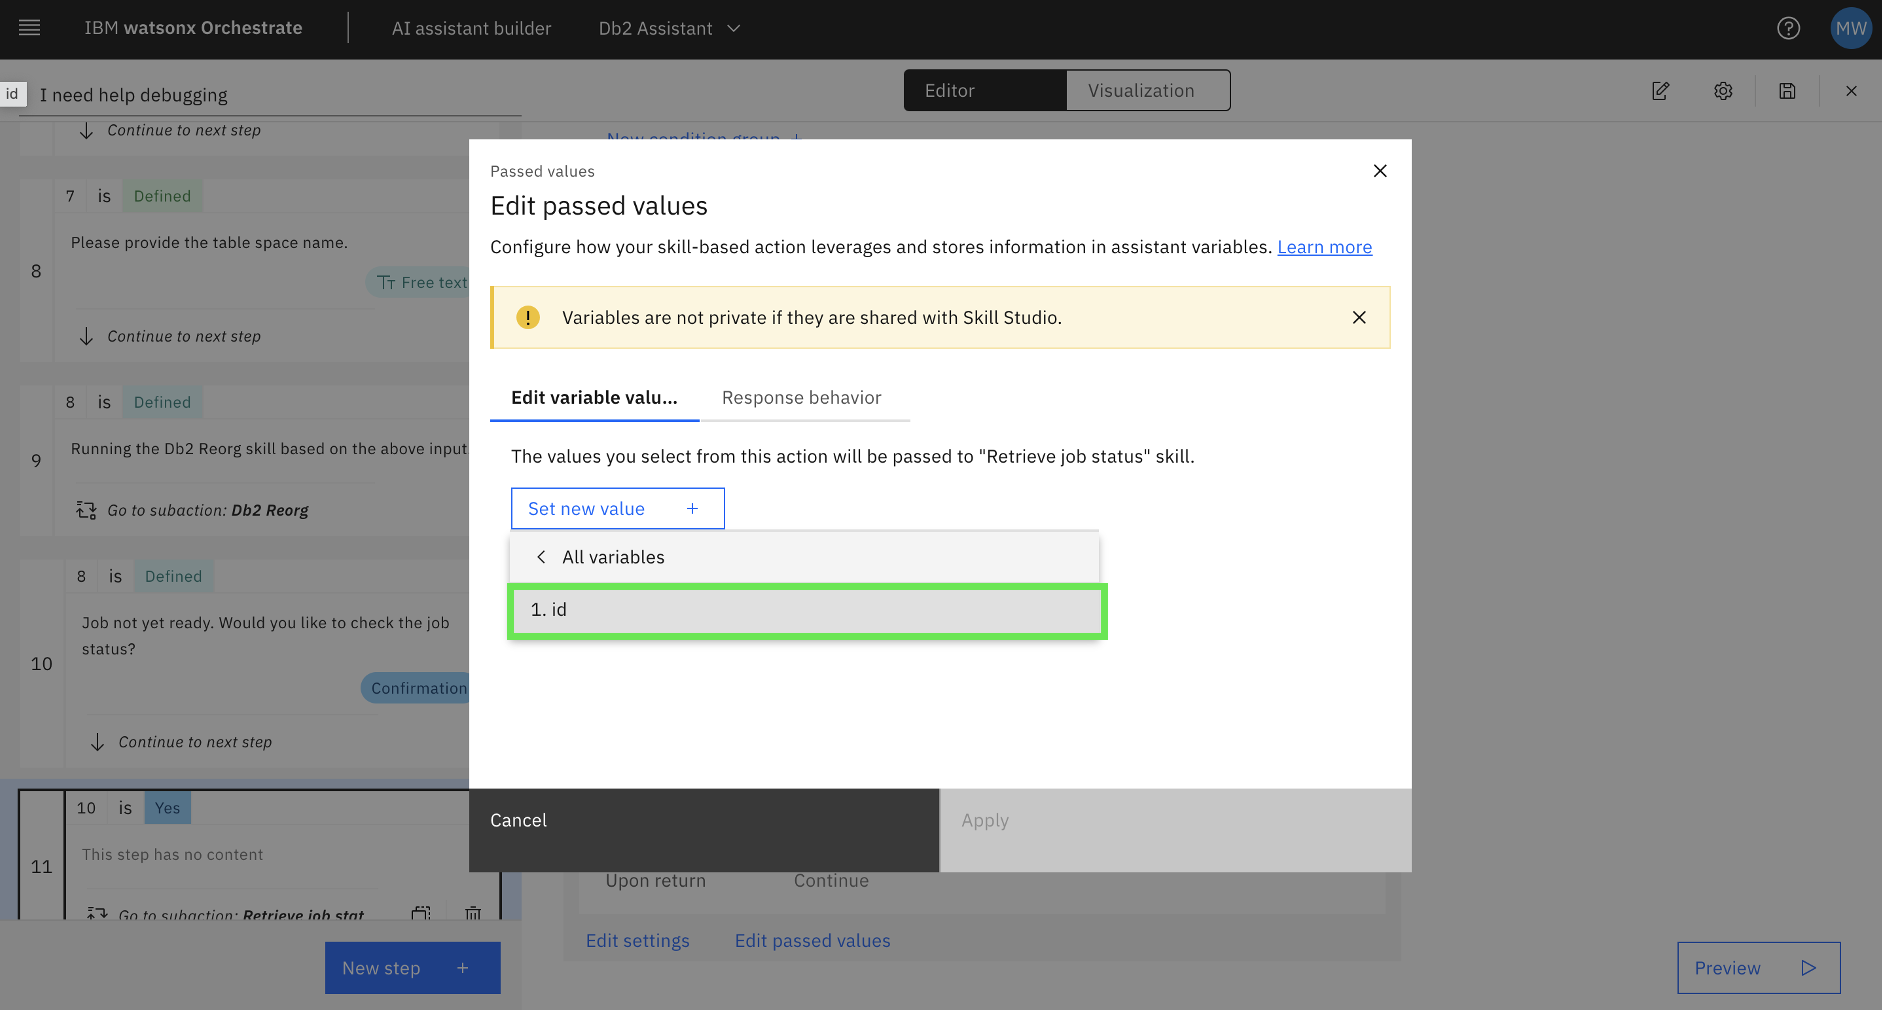 IBM watsonx Orchestrate
AI assistant builder
Db2 Assistant
MW
id
I need help debugging
Editor
Visualization
Continue to next step
7 is Defined
8
Please provide the table space name.
Free text
Continue to next step
8 is Defined
9
Running the Db2 Reorg skill based on the above input
Go to subaction: Db2 Reorg
8 is Defined
10
Job not yet ready. Would you like to check the job
status?
Confirmation
Continue to next step
10 is Yes
11
This step has no content
Go to subaction: Retrieve job stat
New step +
New condition group +
Passed values
Edit passed values
Configure how your skill-based action leverages and stores information in assistant variables. Learn more
Variables are not private if they are shared with Skill Studio.
Edit variable valu...
Response behavior
The values you select from this action will be passed to "Retrieve job status" skill.
Set new value +
All variables
1. id
Cancel
Apply
Upon return
Continue
Edit settings
Edit passed values
Preview